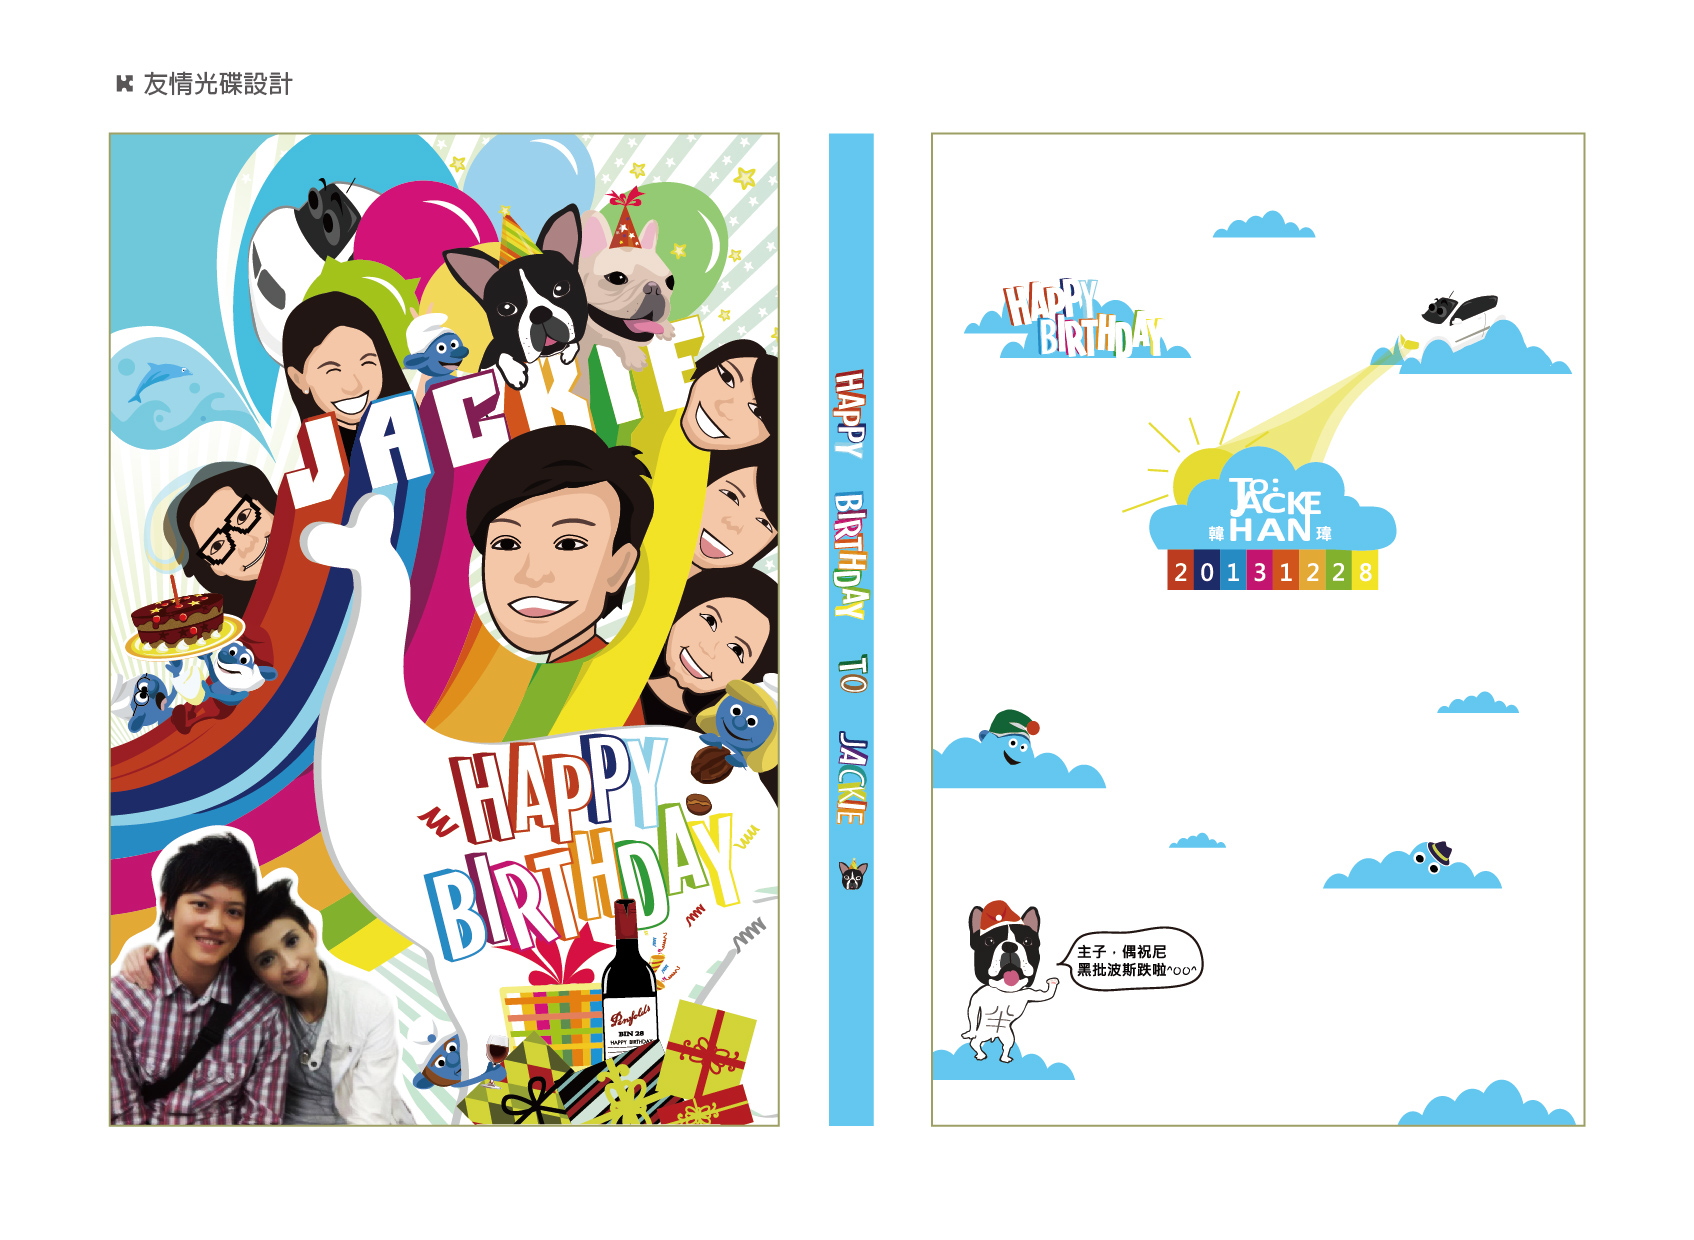 友情光碟設計
JACKIE
HAPPY
BIRTHDAY
Penfolds
BIN 28
HAPPY BIRTHDAY
HAPPY BIRTHDAY TO JACKIE
HAPPY
BIRTHDAY
TO:
JACKE
韓 HAN 瑋
20131228
主子，偶祝尼
黑批波斯跌啦^oo^